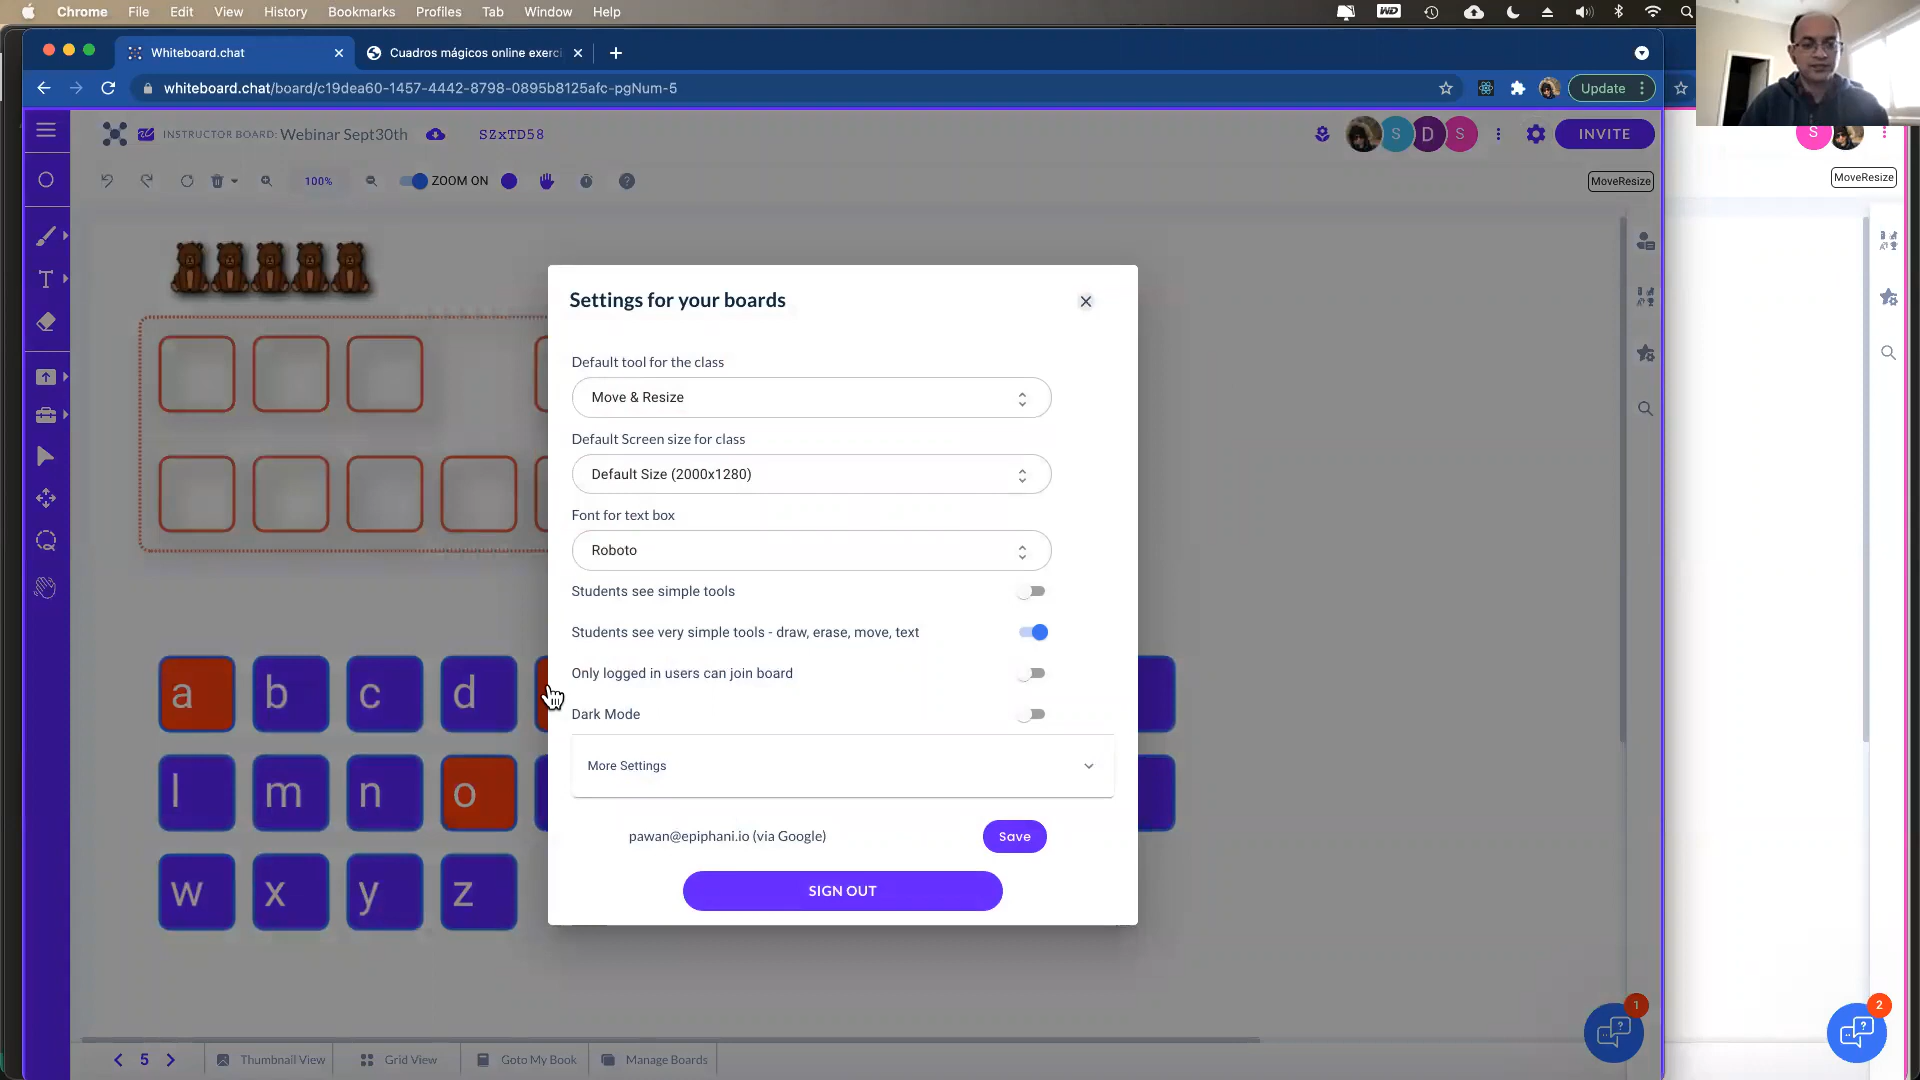 Chrome File Edit View History Bookmarks Profiles Tab Window Help
WD
Whiteboard.chat
Cuadros mágicos online exerci
whiteboard.chat/board/c19dea60-1457-4442-8798-0895b8125afc-pgNum-5
Update
INSTRUCTOR BOARD: Webinar Sept30th
SZxTD58
S D S
INVITE
S
100%
ZOOM ON
MoveResize
MoveResize
Settings for your boards
Default tool for the class
Move & Resize
Default Screen size for class
Default Size (2000x1280)
Font for text box
Roboto
Students see simple tools
Students see very simple tools - draw, erase, move, text
Only logged in users can join board
Dark Mode
More Settings
pawan@epiphani.io (via Google)
Save
SIGN OUT
T
a b c d
l m n o
w x y z
1
2
5
Thumbnail View
Grid View
Goto My Book
Manage Boards